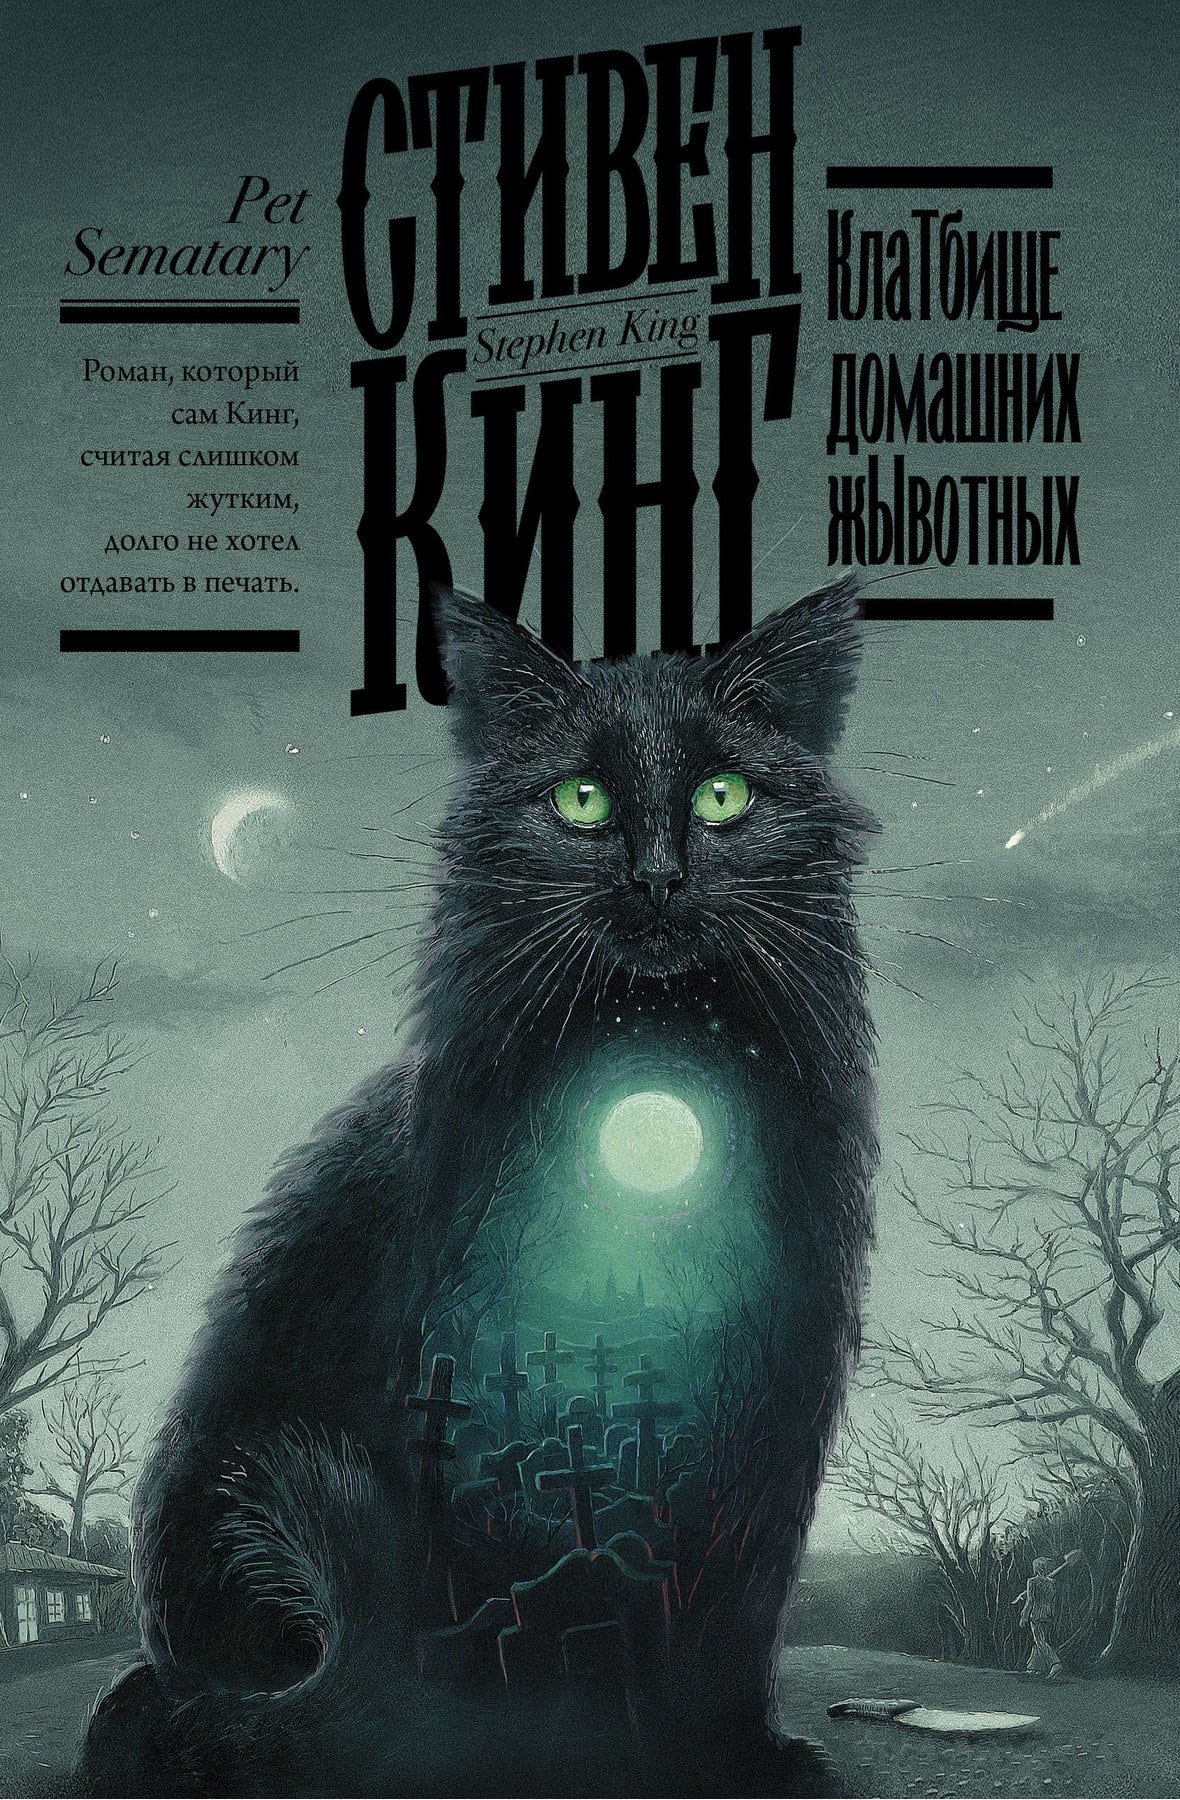 Pet
Sematary
Роман, который
сам Кинг,
считая слишком
жутким,
долго не хотел
отдавать в печать.
СТИВЕН
Stephen King
КИНГ
КлаТбище
домашних
жЫвотных